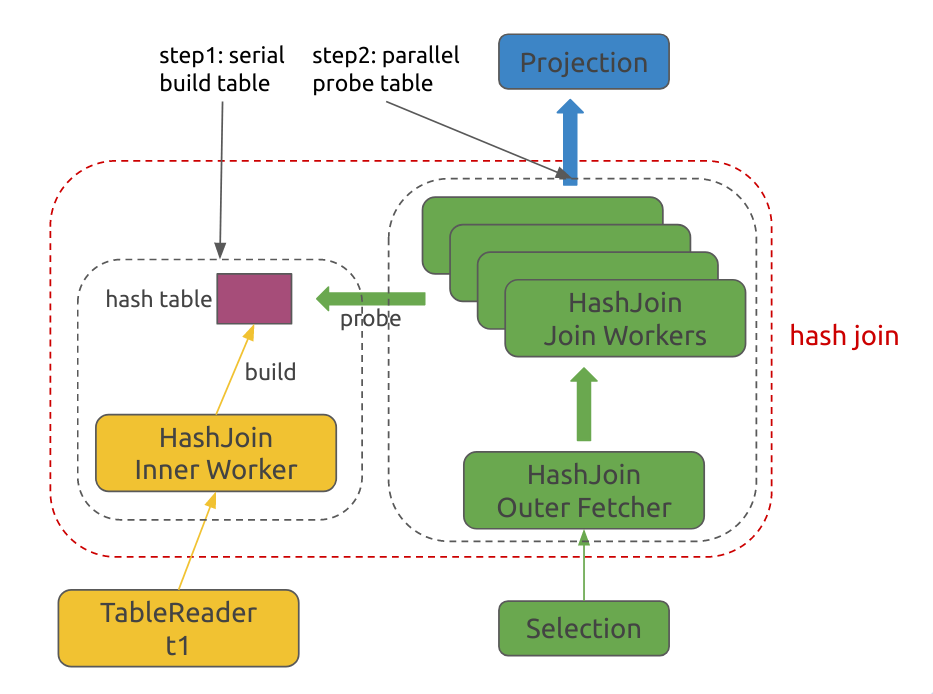 step1: serial
build table
step2: parallel
probe table
Projection
hash table
probe
HashJoin
Join Workers
hash join
build
HashJoin
Inner Worker
HashJoin
Outer Fetcher
TableReader
t1
Selection